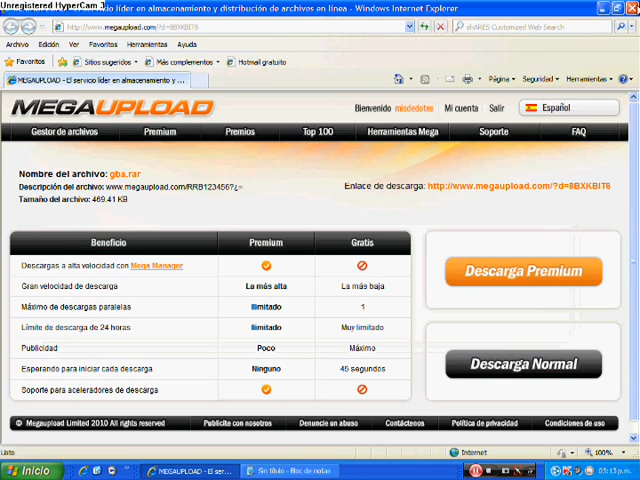 Unregistered HyperCam 3
líder en almacenamiento y distribución de archivos en línea - Windows Internet Explorer
http://www.megaupload.com/?d=8BXKBIT6
shARES Customized Web Search
Archivo Edición Ver Favoritos Herramientas Ayuda
Favoritos Sitios sugeridos Más complementos Hotmail gratuito
MEGAUPLOAD - El servicio líder en almacenamiento y ...
Página Seguridad Herramientas
MEGAUPLOAD
Bienvenido misdedotes Mi cuenta Salir Español
Gestor de archivos Premium Premios Top 100 Herramientas Mega Soporte FAQ
Nombre del archivo: gba.rar
Descripción del archivo: www.megaupload.com/RRB123456?¿=
Enlace de descarga: http://www.megaupload.com/?d=8BXKBIT6
Tamaño del archivo: 469.41 KB
Beneficio Premium Gratis
Descargas a alta velocidad con Mega Manager
Gran velocidad de descarga La más alta La más baja
Máximo de descargas paralelas Ilimitado 1
Límite de descarga de 24 horas Ilimitado Muy limitado
Publicidad Poco Máximo
Esperando para iniciar cada descarga Ninguno 45 segundos
Soporte para aceleradores de descarga
Descarga Premium
Descarga Normal
© Megaupload Limited 2010 All rights reserved Publicite con nosotros Denuncie un abuso Contáctenos Política de privacidad Condiciones de uso
Listo Internet 100%
Inicio MEGAUPLOAD - El ser... Sin título - Bloc de notas 03:13 p.m.